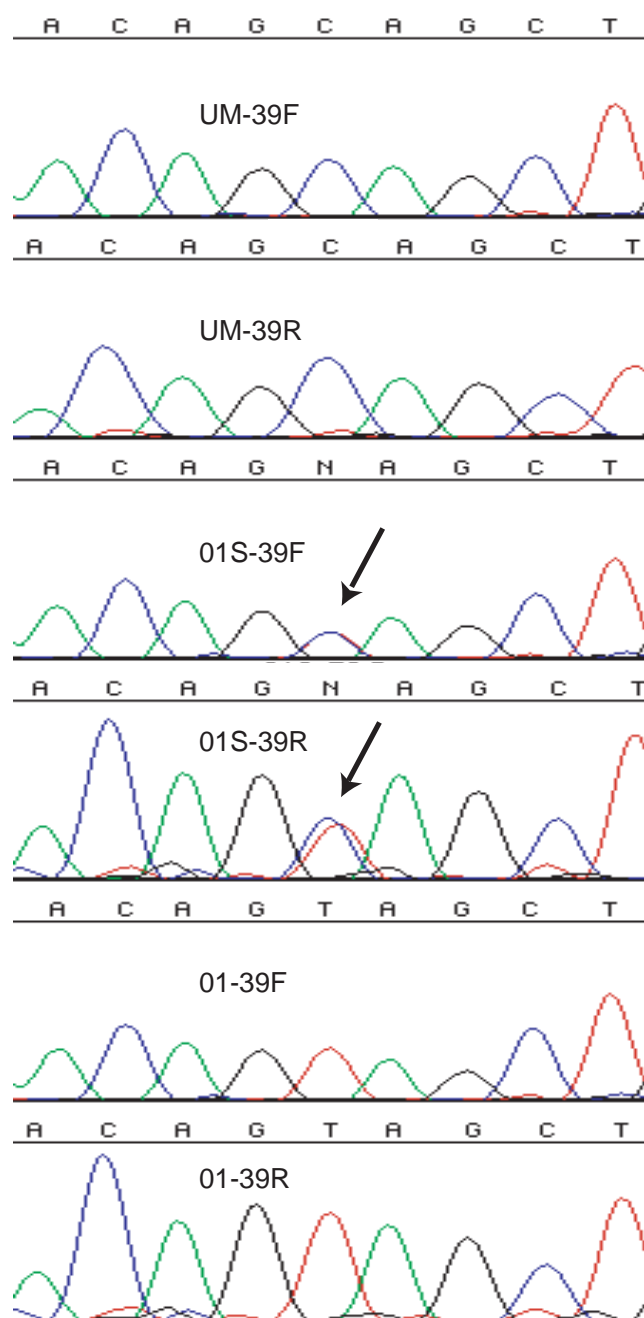 A C A G C A G C T
UM-39F
A C A G C A G C T
UM-39R
A C A G N A G C T
01S-39F
A C A G N A G C T
01S-39R
A C A G T A G C T
01-39F
A C A G T A G C T
01-39R